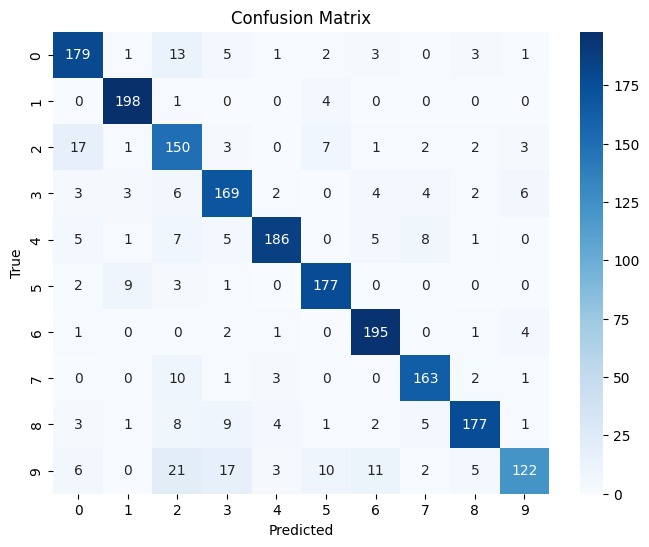 Confusion Matrix
0 179 1 13 5 1 2 3 0 3 1
1 0 198 1 0 0 4 0 0 0 0
2 17 1 150 3 0 7 1 2 2 3
3 3 3 6 169 2 0 4 4 2 6
4 5 1 7 5 186 0 5 8 1 0
5 2 9 3 1 0 177 0 0 0 0
6 1 0 0 2 1 0 195 0 1 4
7 0 0 10 1 3 0 0 163 2 1
8 3 1 8 9 4 1 2 5 177 1
9 6 0 21 17 3 10 11 2 5 122
0 1 2 3 4 5 6 7 8 9
Predicted
True
175
150
125
100
75
50
25
0